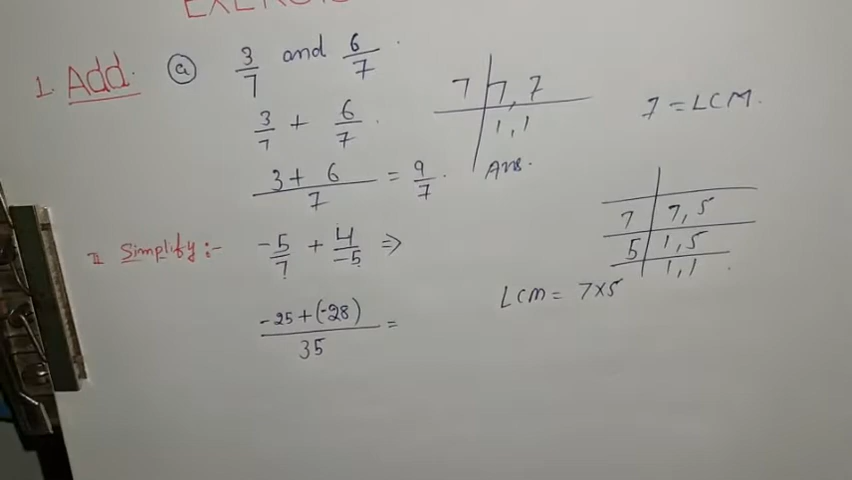 EXERCIS
1. Add. (a) 3/7 and 6/7.
3/7 + 6/7.
7 | 7, 7
1, 1
7 = LCM.
(3 + 6)/7 = 9/7. Ans.
II Simplify :- -5/7 + 4/-5 ⇒
7 | 7, 5
5 | 1, 5
1, 1
LCM = 7×5
(-25 + (-28))/35 =